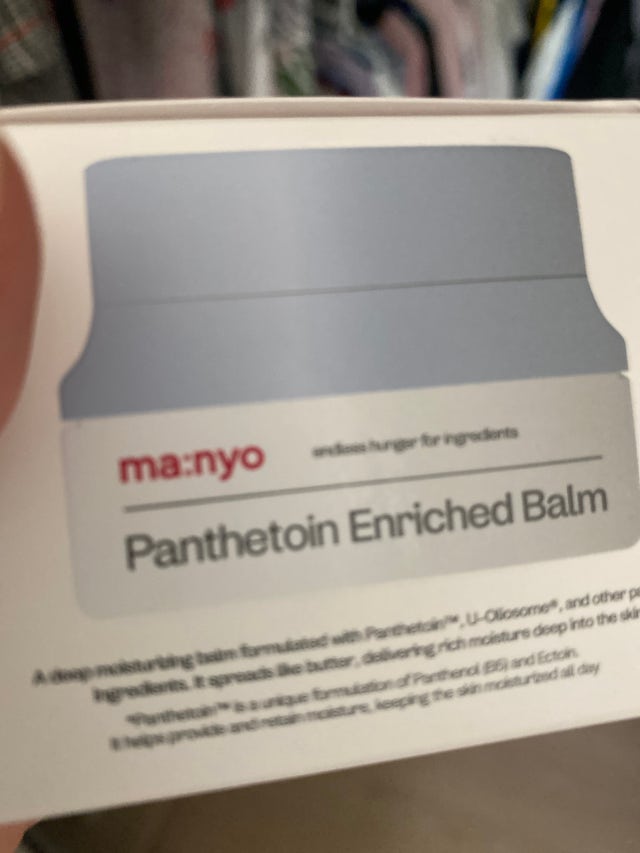 ma:nyo
endless hunger for ingredients
Panthetoin Enriched Balm
A deep moisturizing balm formulated with Panthetoin™, U-Oliosome®, and other
ingredients. It spreads like butter, delivering rich moisture deep into the skin
*Panthetoin™ is a unique formulation of Panthenol (B5) and Ectoin.
It helps provide and retain moisture, keeping the skin moisturized all day